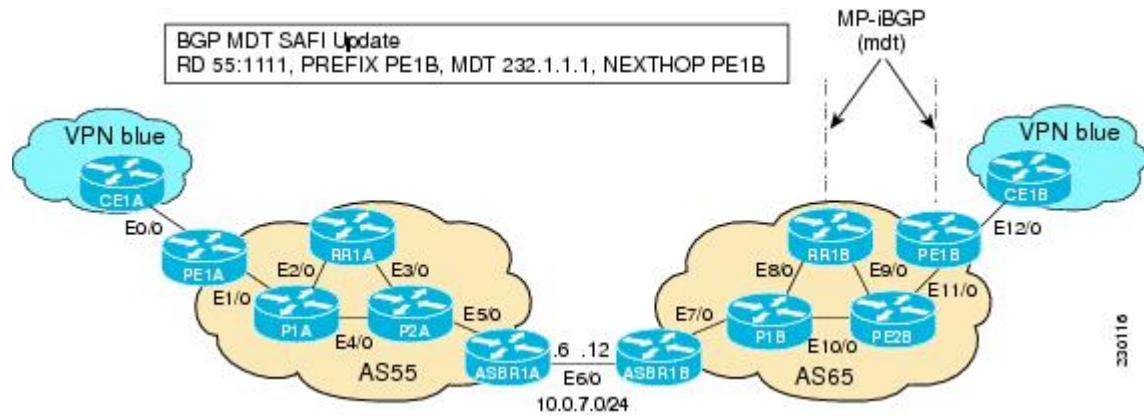 BGP MDT SAFI Update
RD 55:1111, PREFIX PE1B, MDT 232.1.1.1, NEXTHOP PE1B
MP-iBGP
(mdt)
VPN blue
CE1A
E0/0
PE1A
E1/0
E2/0
RR1A
E3/0
P1A
P2A
E4/0
E5/0
AS55
ASBR1A
.6 .12
E6/0
10.0.7.0/24
ASBR1B
E7/0
E8/0
RR1B
E9/0
PE1B
P1B
PE2B
E10/0
E11/0
AS65
E12/0
VPN blue
CE1B
230116